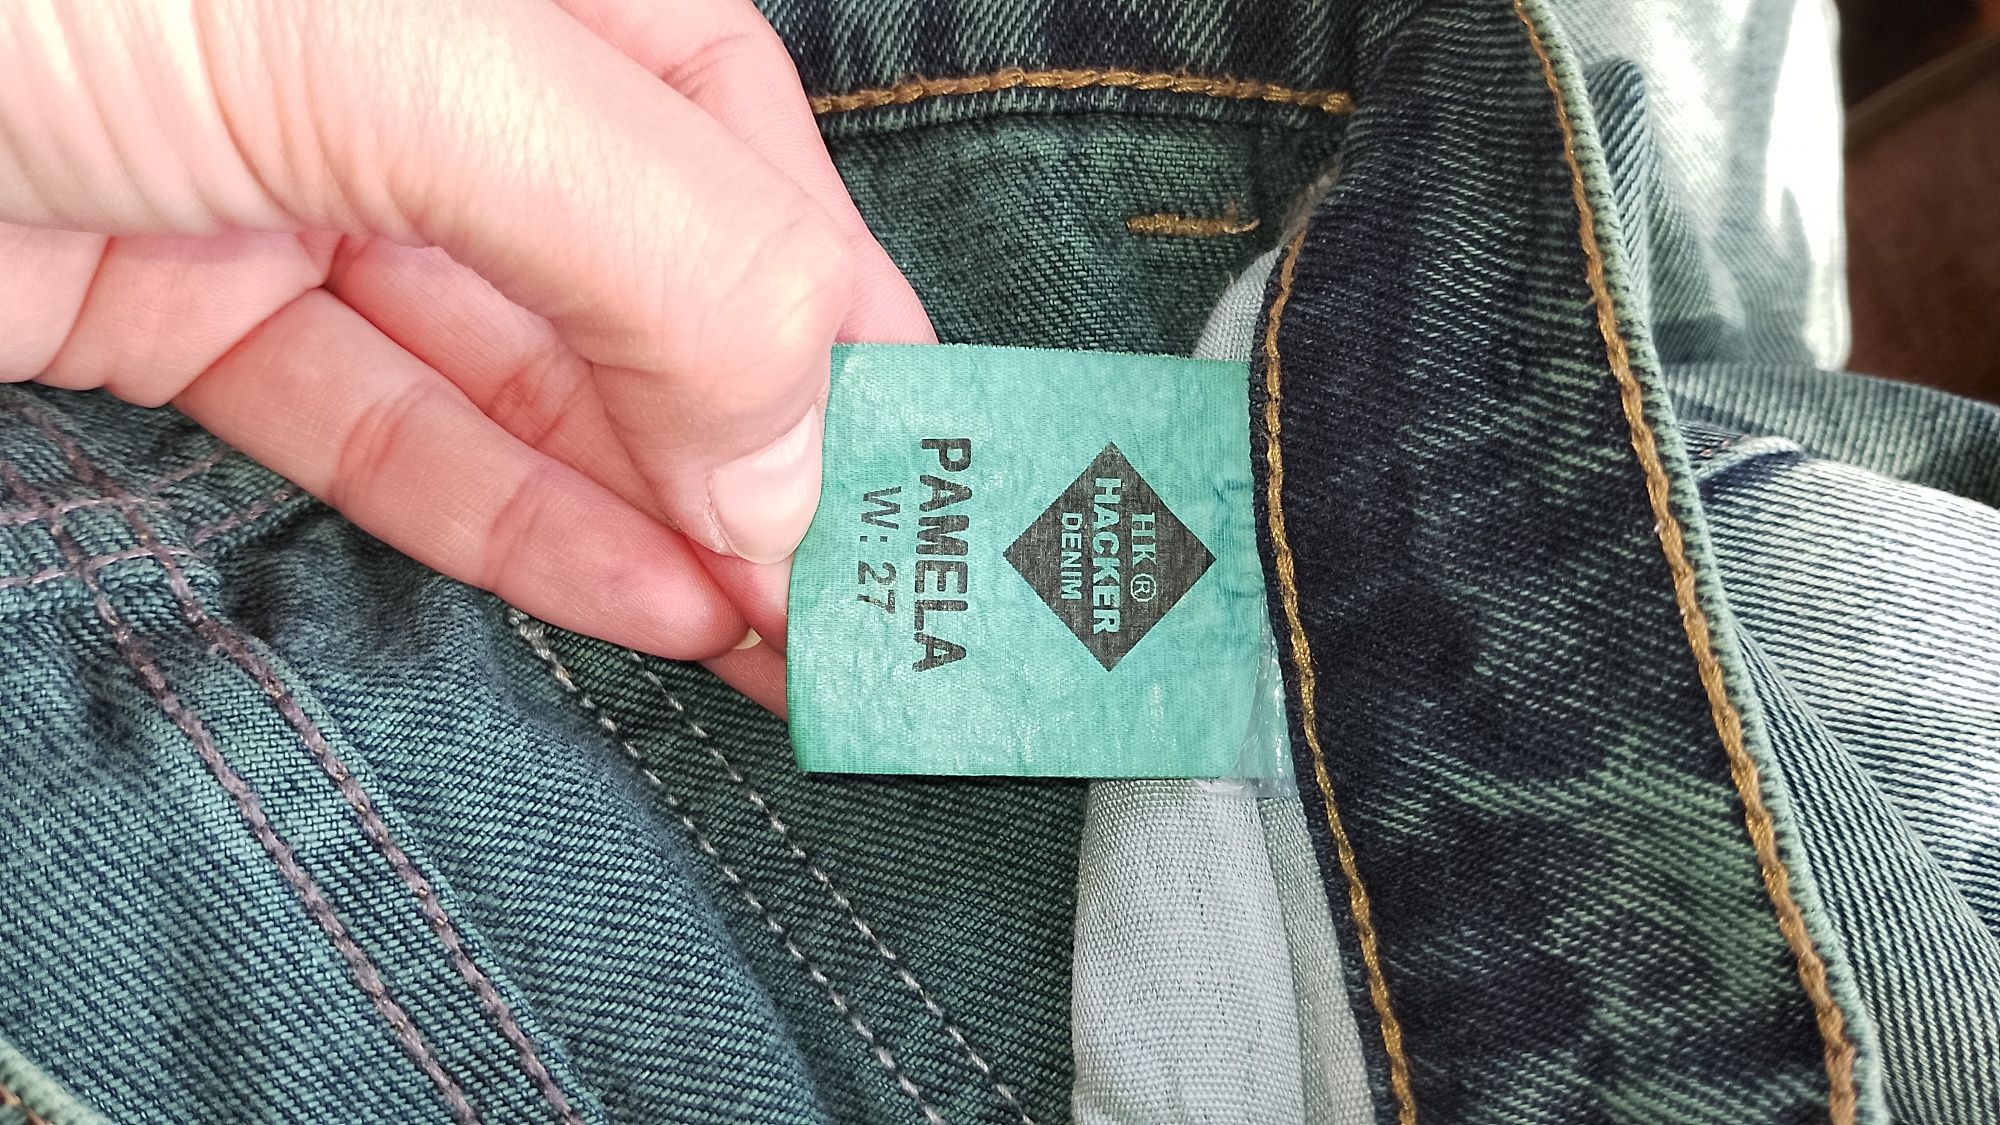 HK®
HACKER
DENIM
PAMELA
W: 27